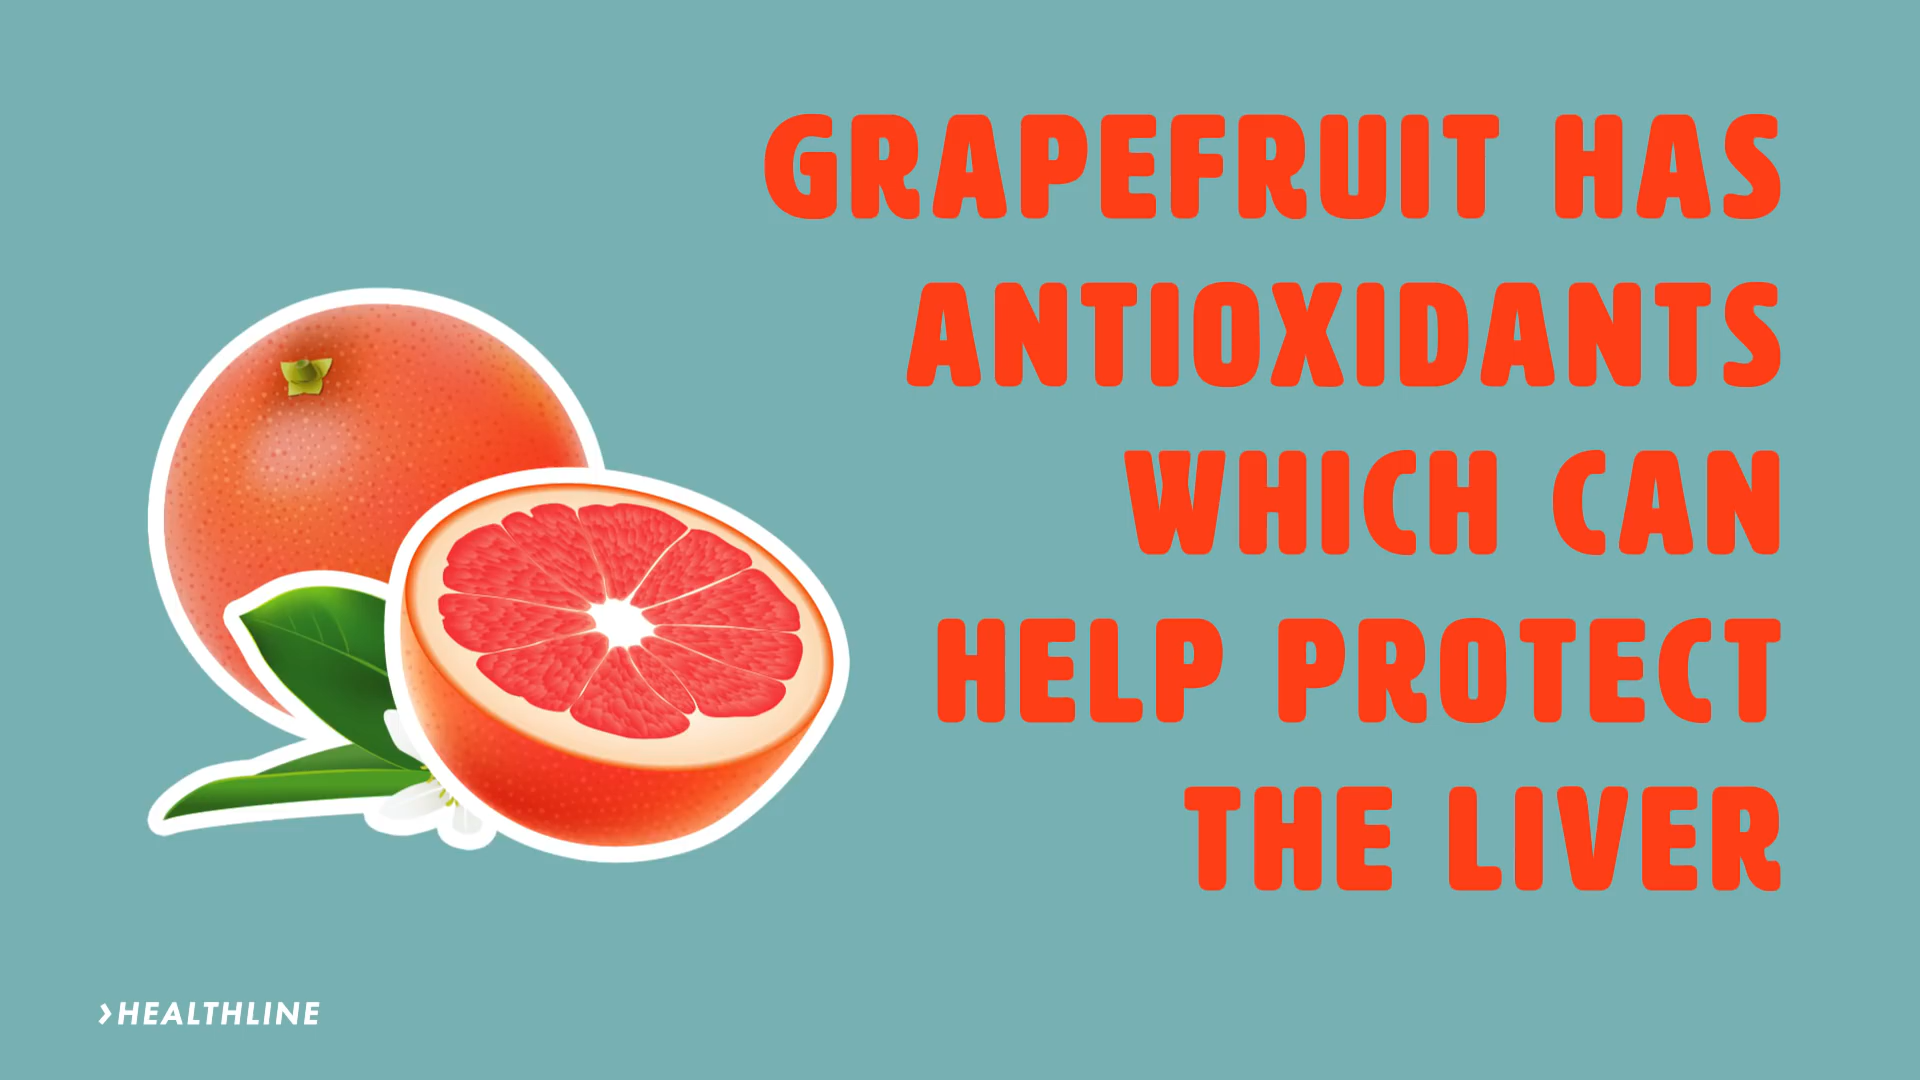 GRAPEFRUIT HAS
ANTIOXIDANTS
WHICH CAN
HELP PROTECT
THE LIVER
HEALTHLINE